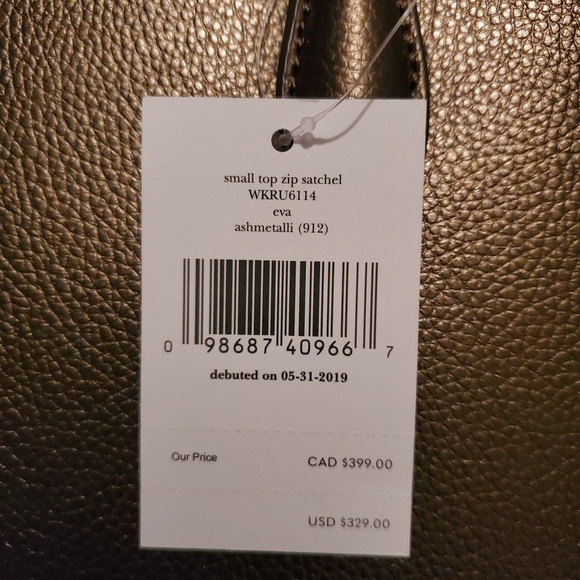 small top zip satchel
WKRU6114
eva
ashmetalli (912)
0 98687 40966 7
debuted on 05-31-2019
Our Price CAD $399.00
USD $329.00